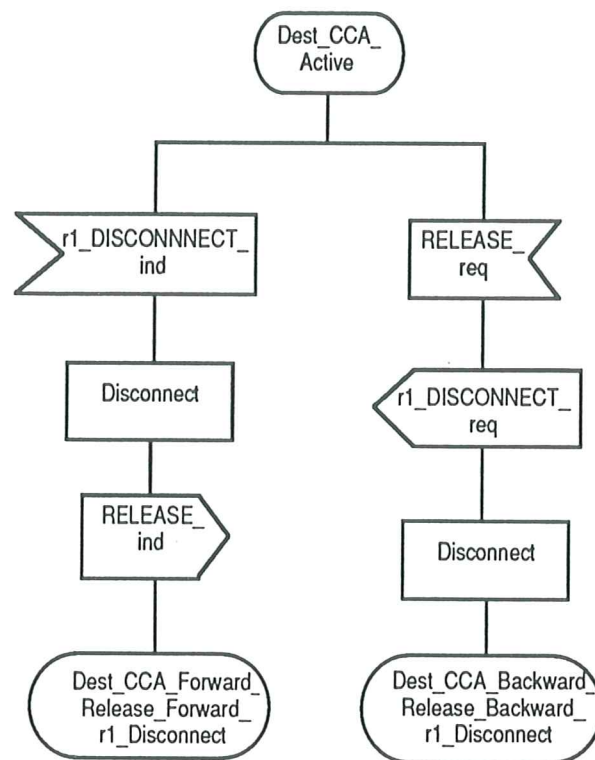 Dest_CCA_
Active
r1_DISCONNNECT_
ind
Disconnect
RELEASE_
ind
Dest_CCA_Forward_
Release_Forward_
r1_Disconnect
RELEASE_
req
r1_DISCONNECT_
req
Disconnect
Dest_CCA_Backward_
Release_Backward_
r1_Disconnect